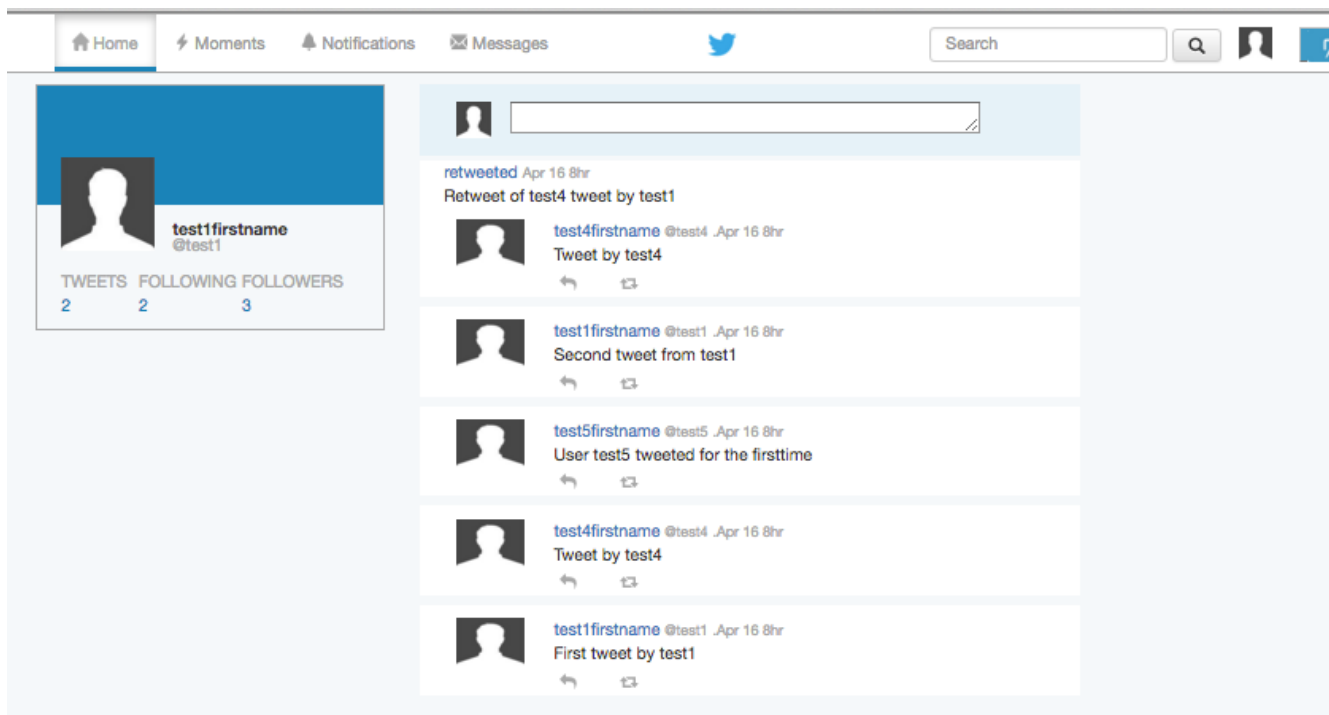 Home Moments Notifications Messages Search
test1firstname
@test1
TWEETS FOLLOWING FOLLOWERS
2 2 3
retweeted Apr 16 8hr
Retweet of test4 tweet by test1
test4firstname @test4 .Apr 16 8hr
Tweet by test4
test1firstname @test1 .Apr 16 8hr
Second tweet from test1
test5firstname @test5 .Apr 16 8hr
User test5 tweeted for the firsttime
test4firstname @test4 .Apr 16 8hr
Tweet by test4
test1firstname @test1 .Apr 16 8hr
First tweet by test1